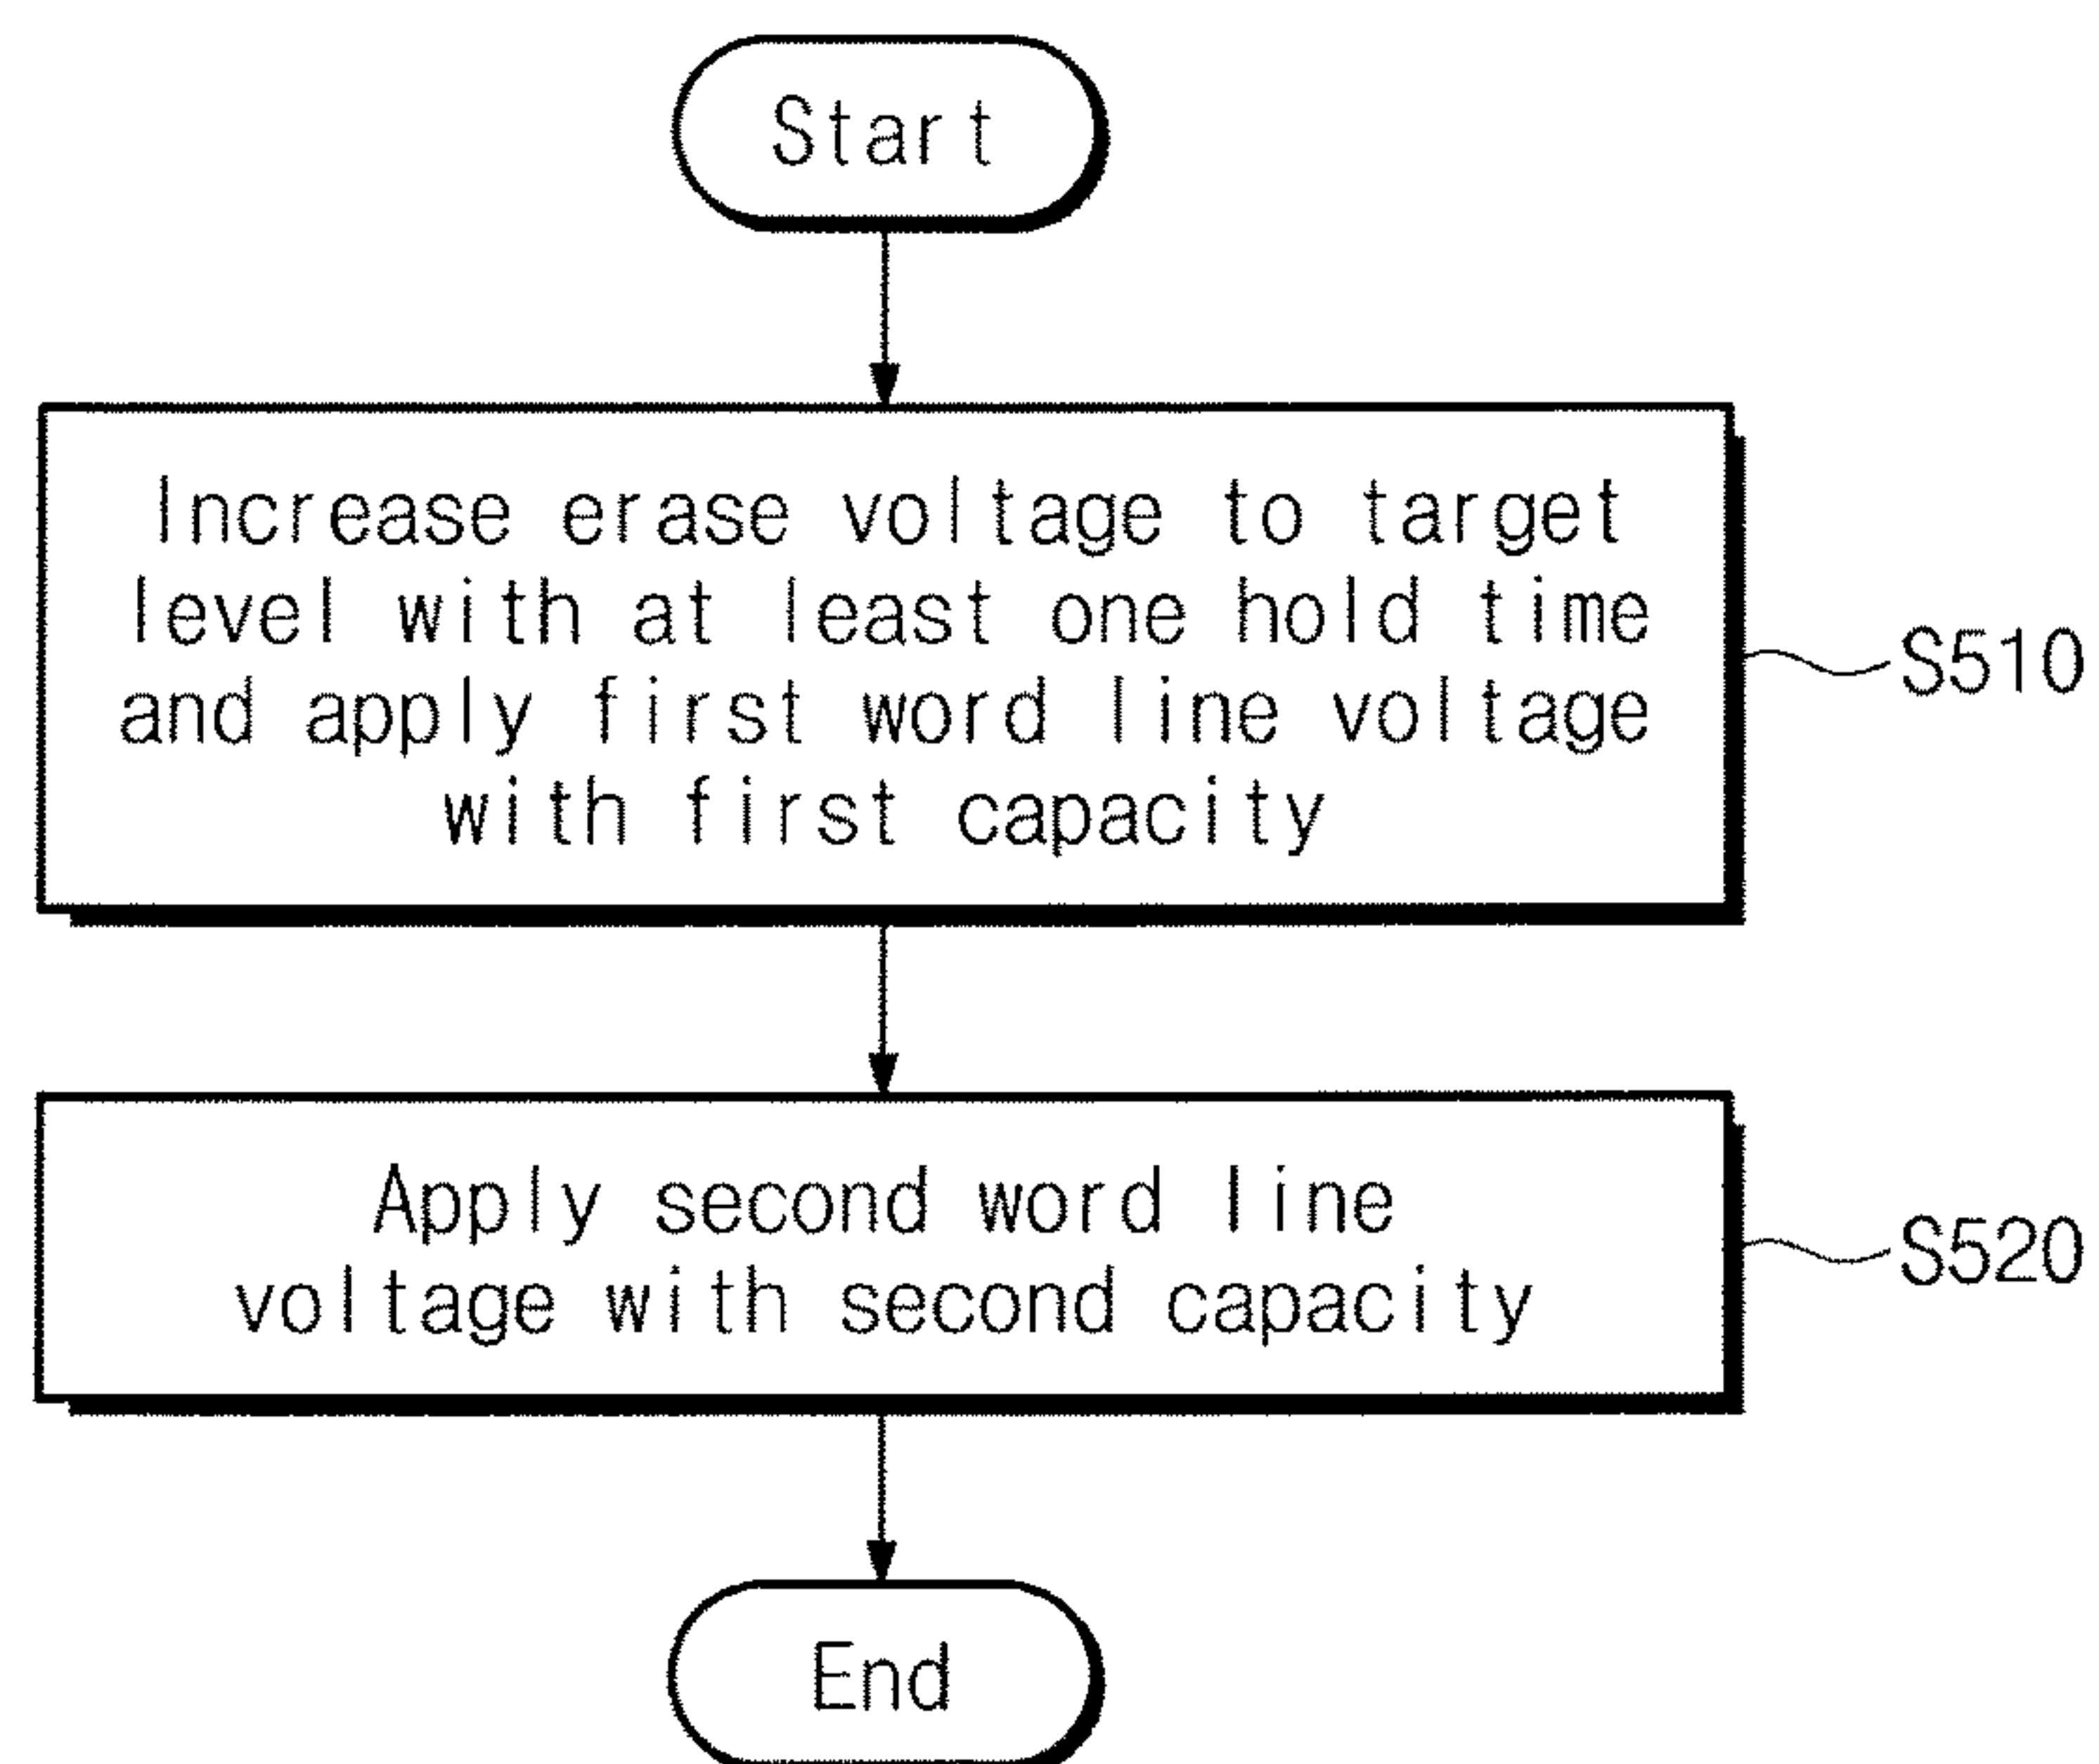 Start
Increase erase voltage to target
level with at least one hold time
and apply first word line voltage
with first capacity
S510
Apply second word line
voltage with second capacity
S520
End